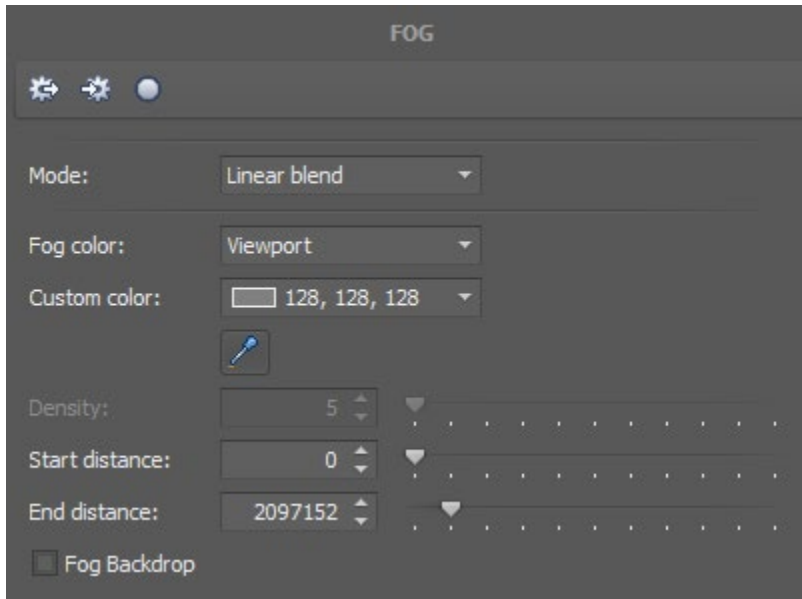 FOG
Mode: Linear blend
Fog color: Viewport
Custom color: 128, 128, 128
Density: 5
Start distance: 0
End distance: 2097152
Fog Backdrop